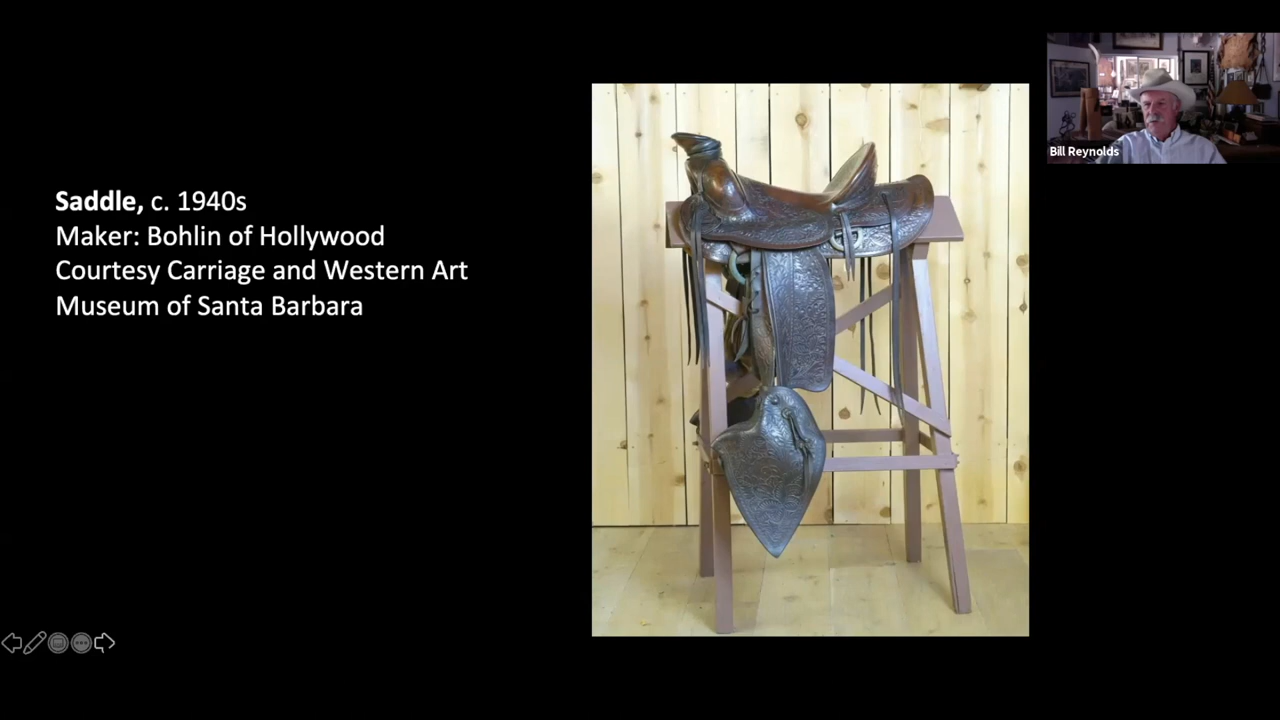 Saddle, c. 1940s
Maker: Bohlin of Hollywood
Courtesy Carriage and Western Art
Museum of Santa Barbara
Bill Reynolds